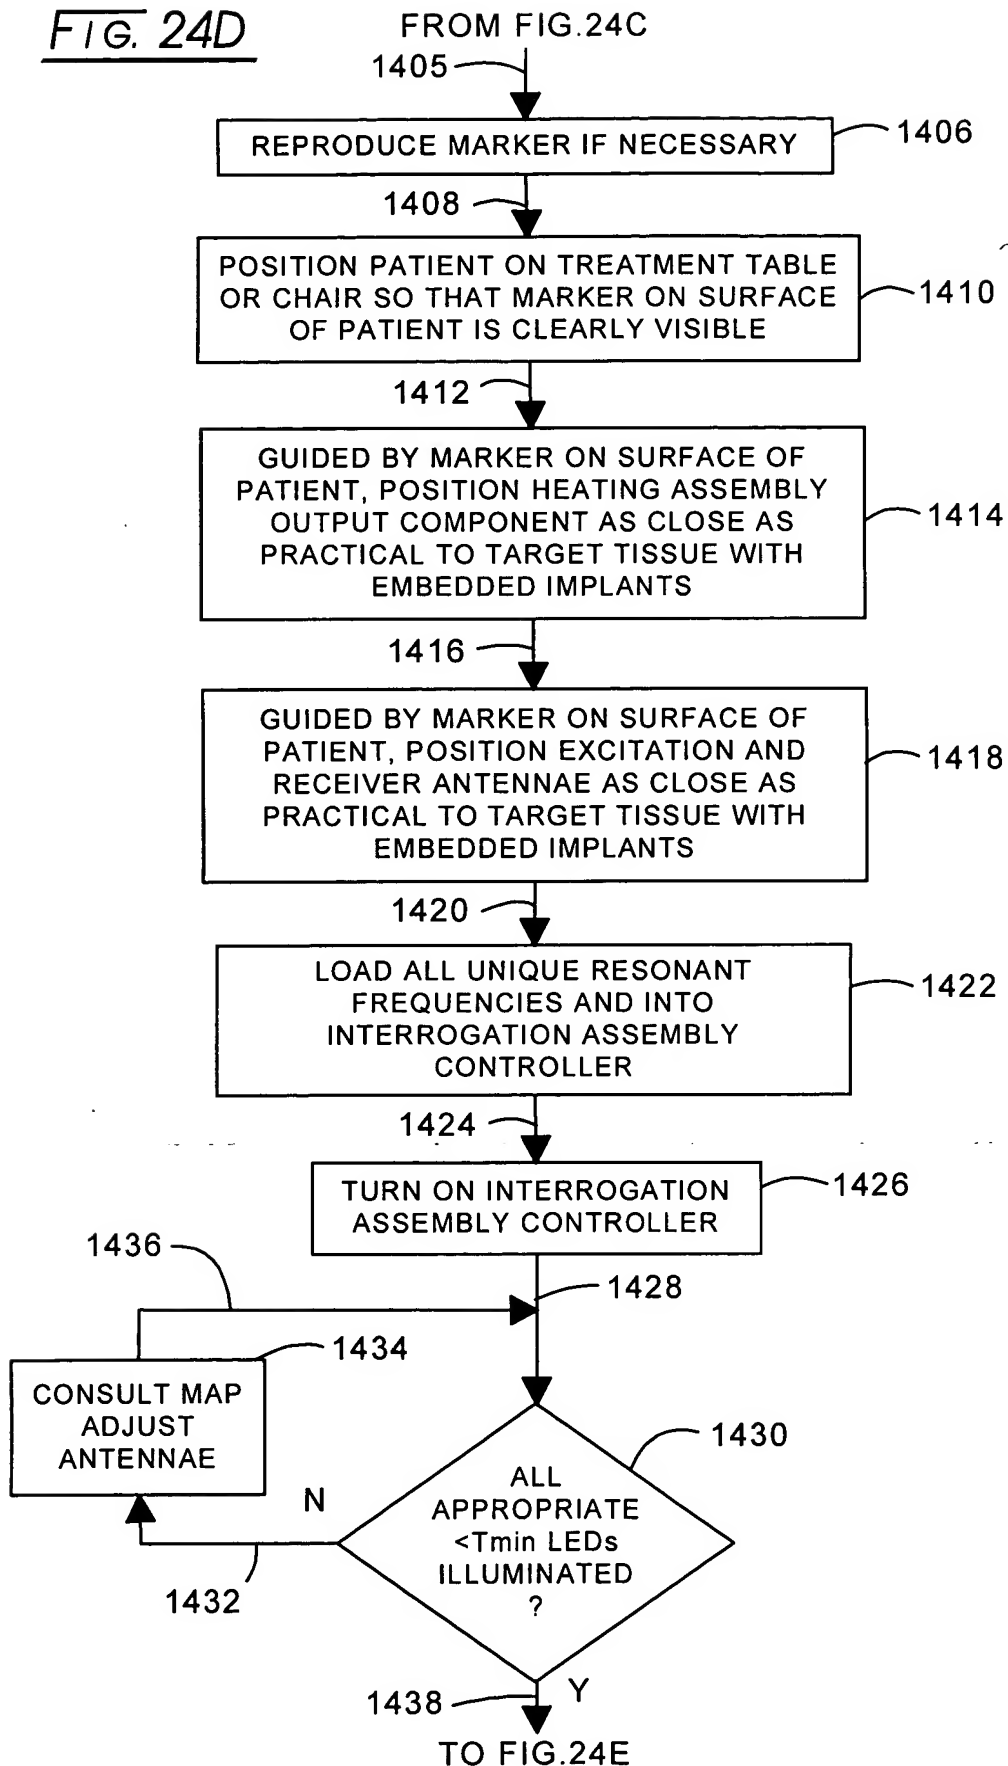 FIG. 24D
FROM FIG.24C
1405
REPRODUCE MARKER IF NECESSARY
1406
1408
POSITION PATIENT ON TREATMENT TABLE
OR CHAIR SO THAT MARKER ON SURFACE
OF PATIENT IS CLEARLY VISIBLE
1410
1412
GUIDED BY MARKER ON SURFACE OF
PATIENT, POSITION HEATING ASSEMBLY
OUTPUT COMPONENT AS CLOSE AS
PRACTICAL TO TARGET TISSUE WITH
EMBEDDED IMPLANTS
1414
1416
GUIDED BY MARKER ON SURFACE OF
PATIENT, POSITION EXCITATION AND
RECEIVER ANTENNAE AS CLOSE AS
PRACTICAL TO TARGET TISSUE WITH
EMBEDDED IMPLANTS
1418
1420
LOAD ALL UNIQUE RESONANT
FREQUENCIES AND INTO
INTERROGATION ASSEMBLY
CONTROLLER
1422
1424
TURN ON INTERROGATION
ASSEMBLY CONTROLLER
1426
1436
1428
1434
CONSULT MAP
ADJUST
ANTENNAE
1430
ALL
APPROPRIATE
<Tmin LEDs
ILLUMINATED
?
N
1432
Y
1438
TO FIG.24E